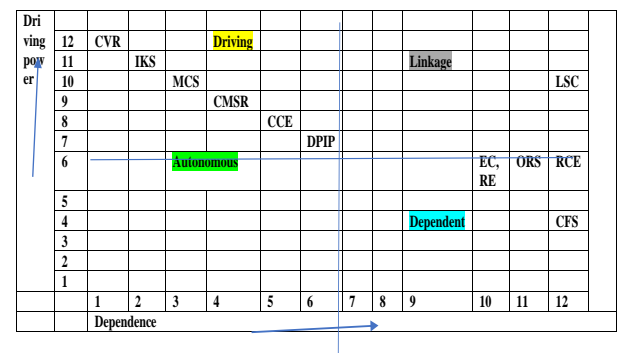 Dri
ving
pow
er
12 CVR Driving
11 IKS Linkage
10 MCS LSC
9 CMSR
8 CCE
7 DPIP
6 Autonomous EC, ORS RCE
RE
5
4 Dependent CFS
3
2
1
1 2 3 4 5 6 7 8 9 10 11 12
Dependence